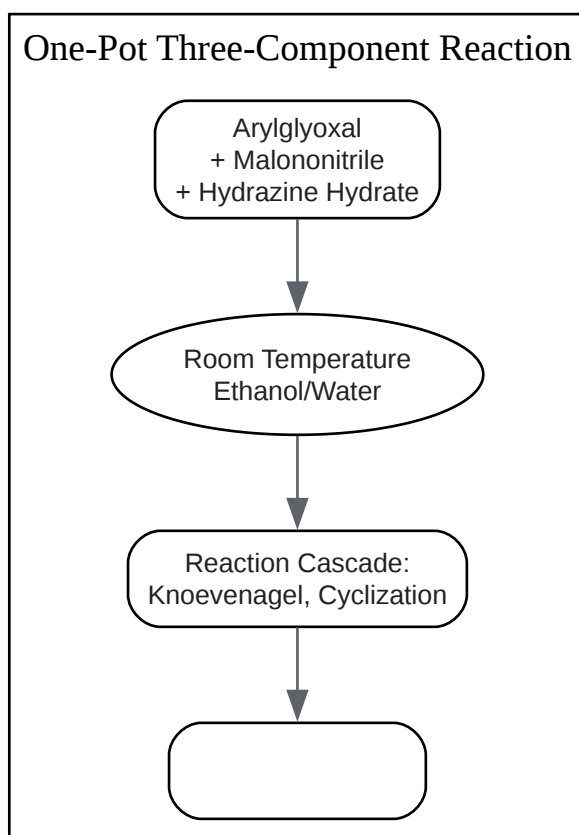 One-Pot Three-Component Reaction
Arylglyoxal
+ Malononitrile
+ Hydrazine Hydrate
Room Temperature
Ethanol/Water
Reaction Cascade:
Knoevenagel, Cyclization